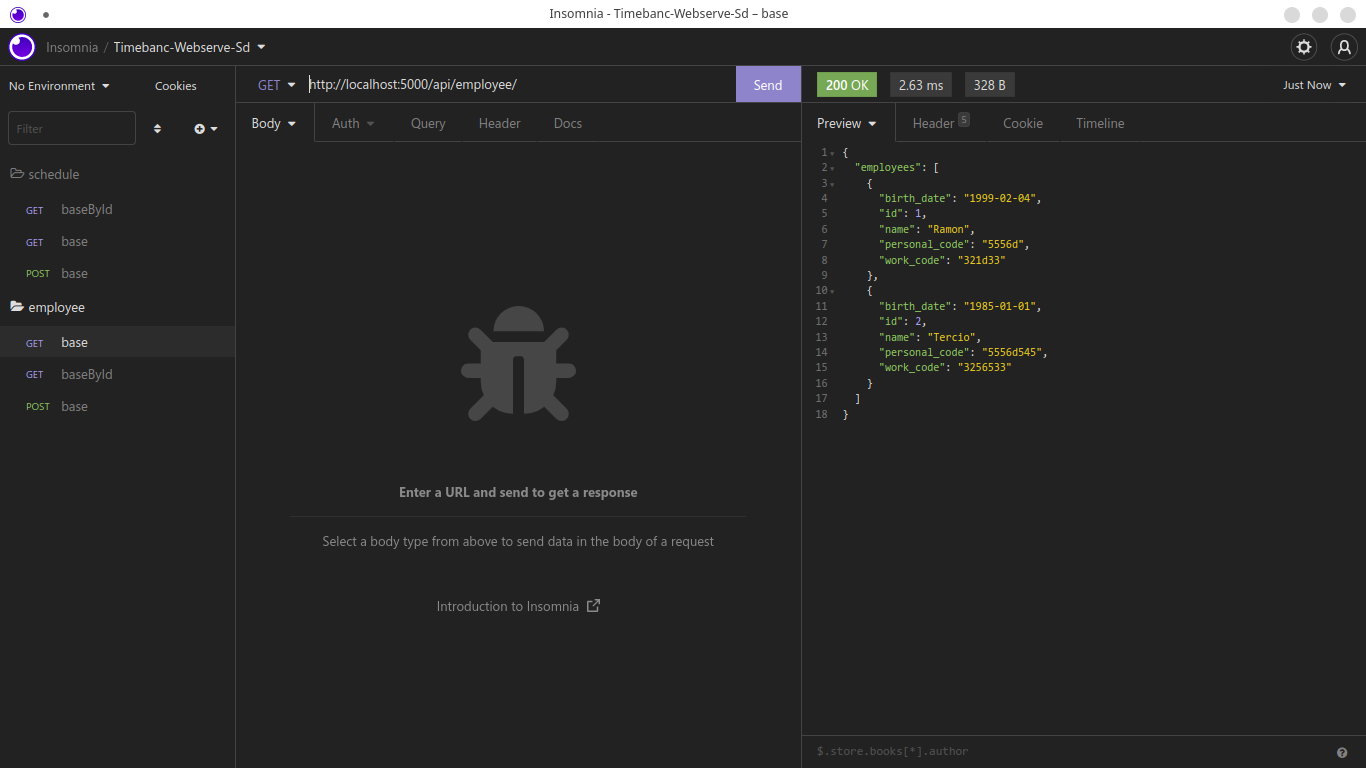 Insomnia - Timebanc-Webserve-Sd – base
Insomnia / Timebanc-Webserve-Sd
No Environment Cookies
Filter
schedule
GET baseById
GET base
POST base
employee
GET base
GET baseById
POST base
GET http://localhost:5000/api/employee/ Send
Body Auth Query Header Docs
Enter a URL and send to get a response
Select a body type from above to send data in the body of a request
Introduction to Insomnia
200 OK 2.63 ms 328 B Just Now
Preview Header 5 Cookie Timeline
1 {
2 "employees": [
3 {
4 "birth_date": "1999-02-04",
5 "id": 1,
6 "name": "Ramon",
7 "personal_code": "5556d",
8 "work_code": "321d33"
9 },
10 {
11 "birth_date": "1985-01-01",
12 "id": 2,
13 "name": "Tercio",
14 "personal_code": "5556d545",
15 "work_code": "3256533"
16 }
17 ]
18 }
$.store.books[*].author ?